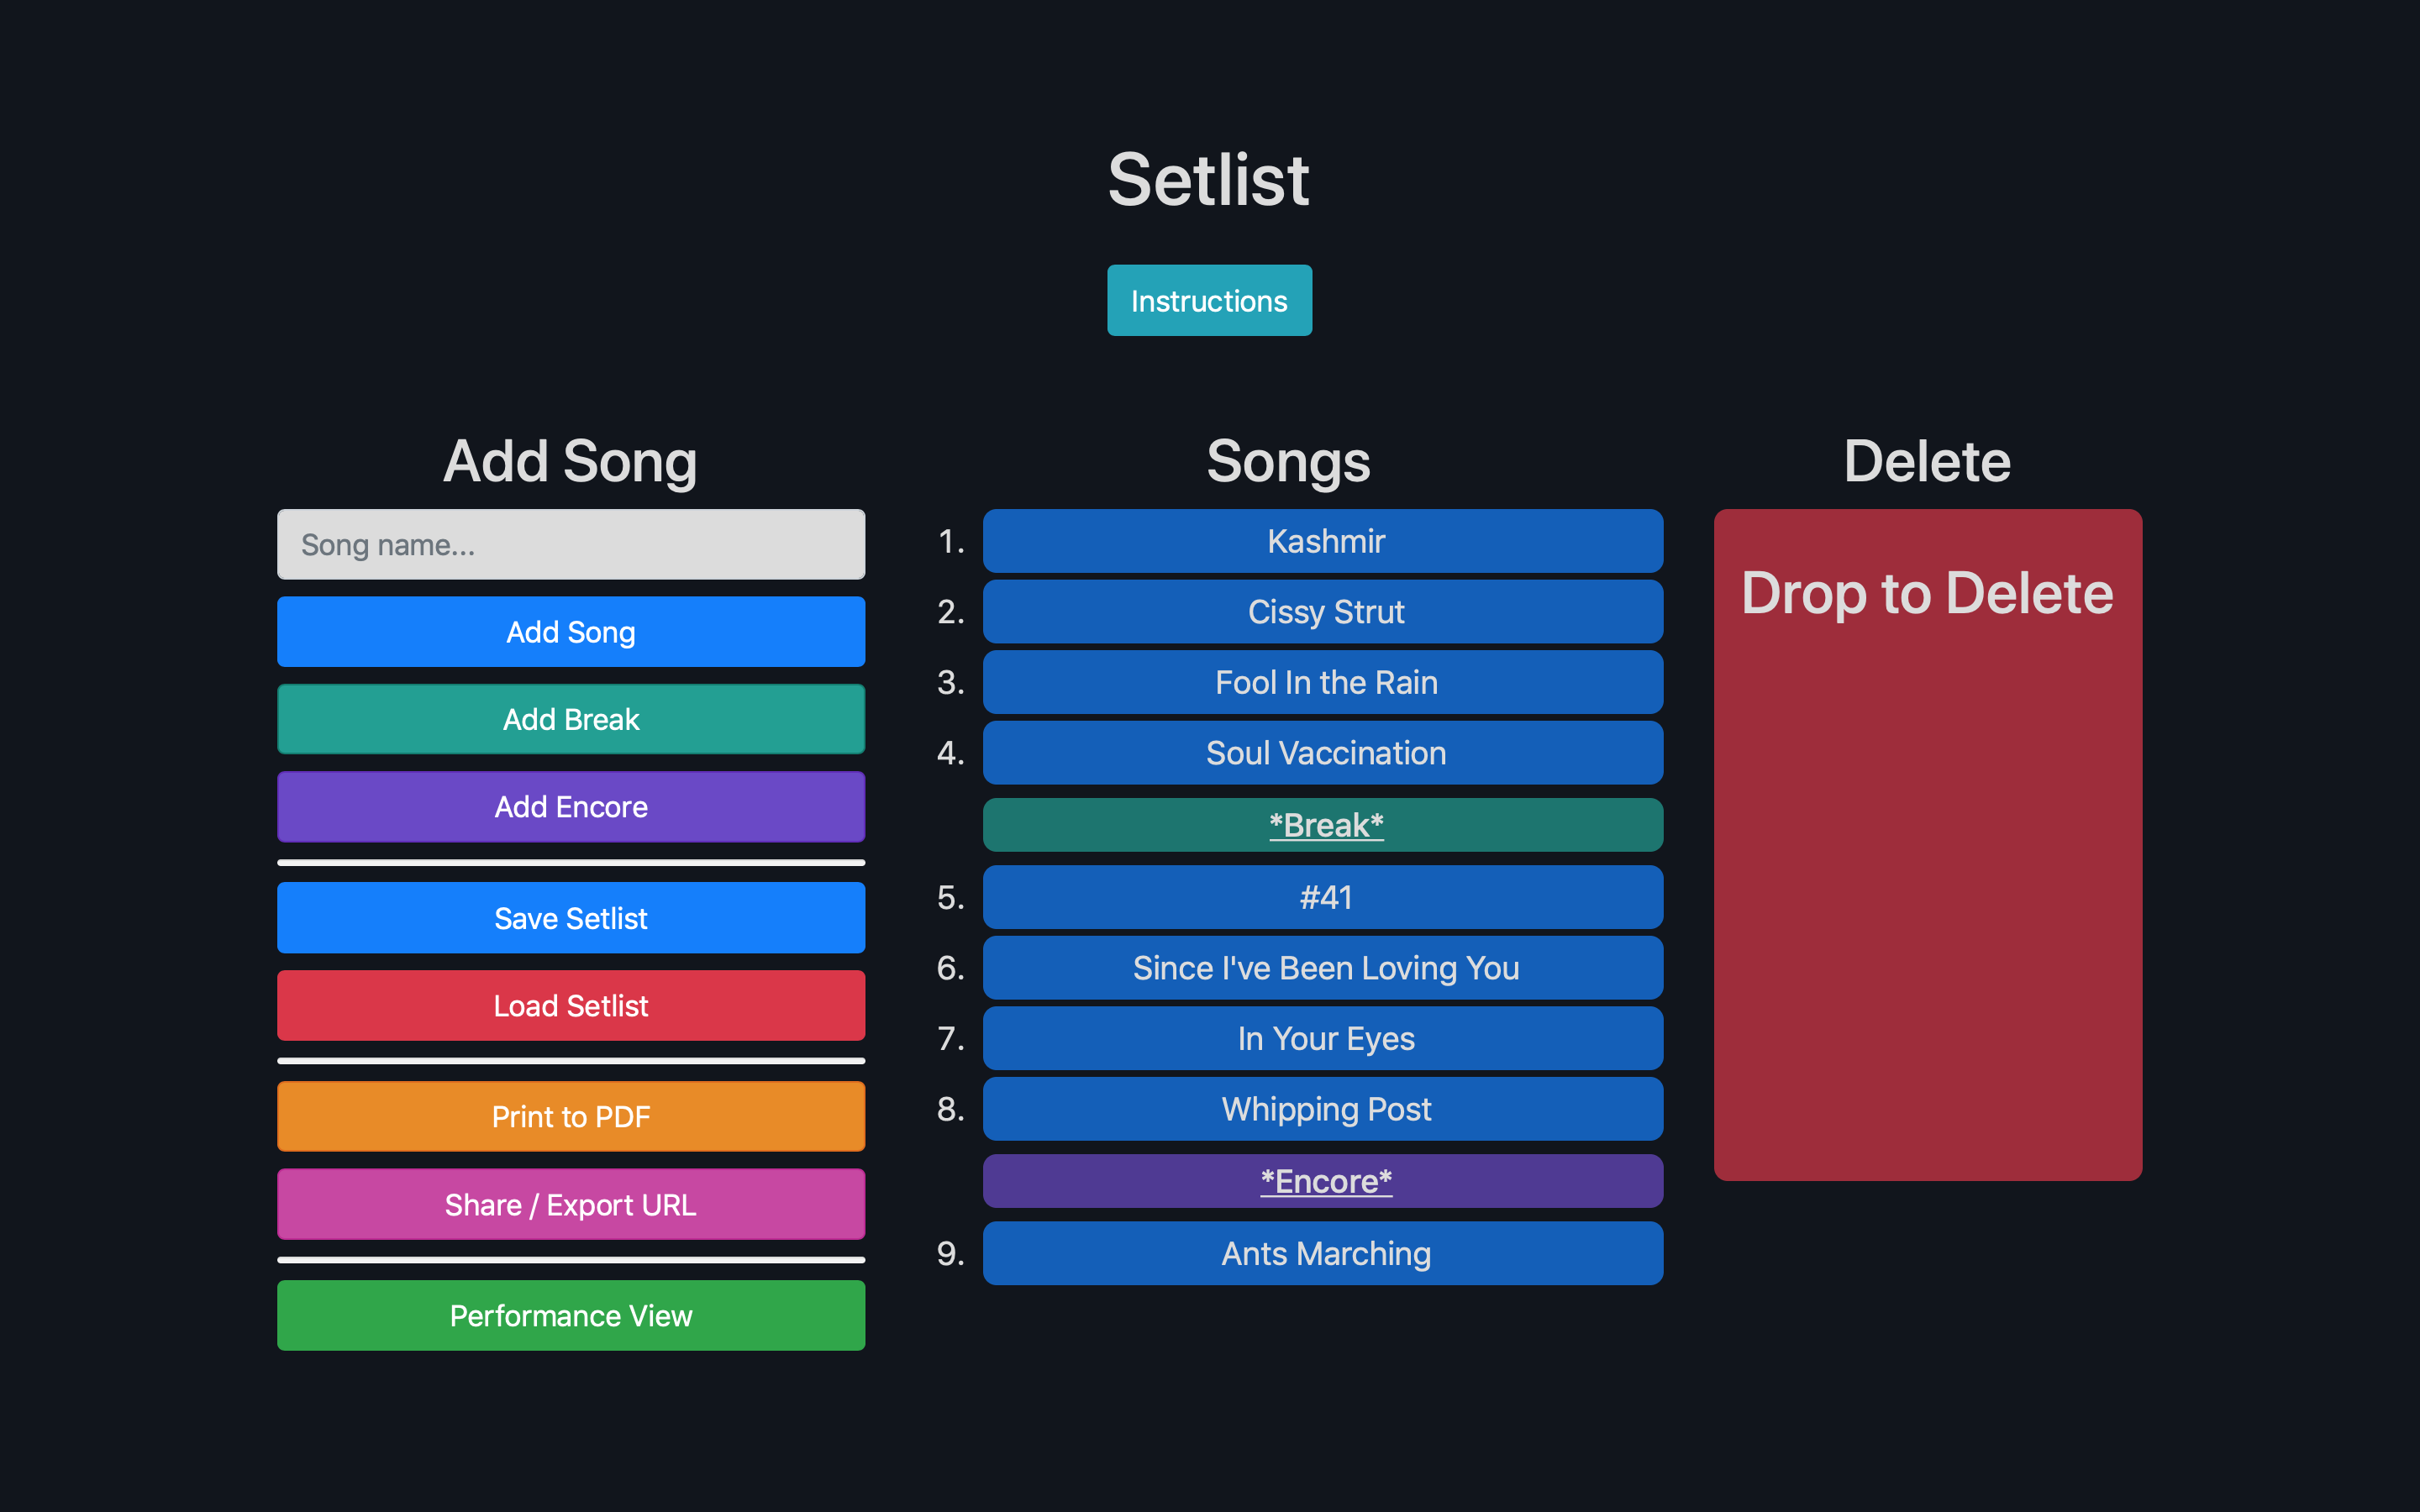 Setlist
Instructions
Add Song
Song name...
Add Song
Add Break
Add Encore
Save Setlist
Load Setlist
Print to PDF
Share / Export URL
Performance View
Songs
1. Kashmir
2. Cissy Strut
3. Fool In the Rain
4. Soul Vaccination
*Break*
5. #41
6. Since I've Been Loving You
7. In Your Eyes
8. Whipping Post
*Encore*
9. Ants Marching
Delete
Drop to Delete